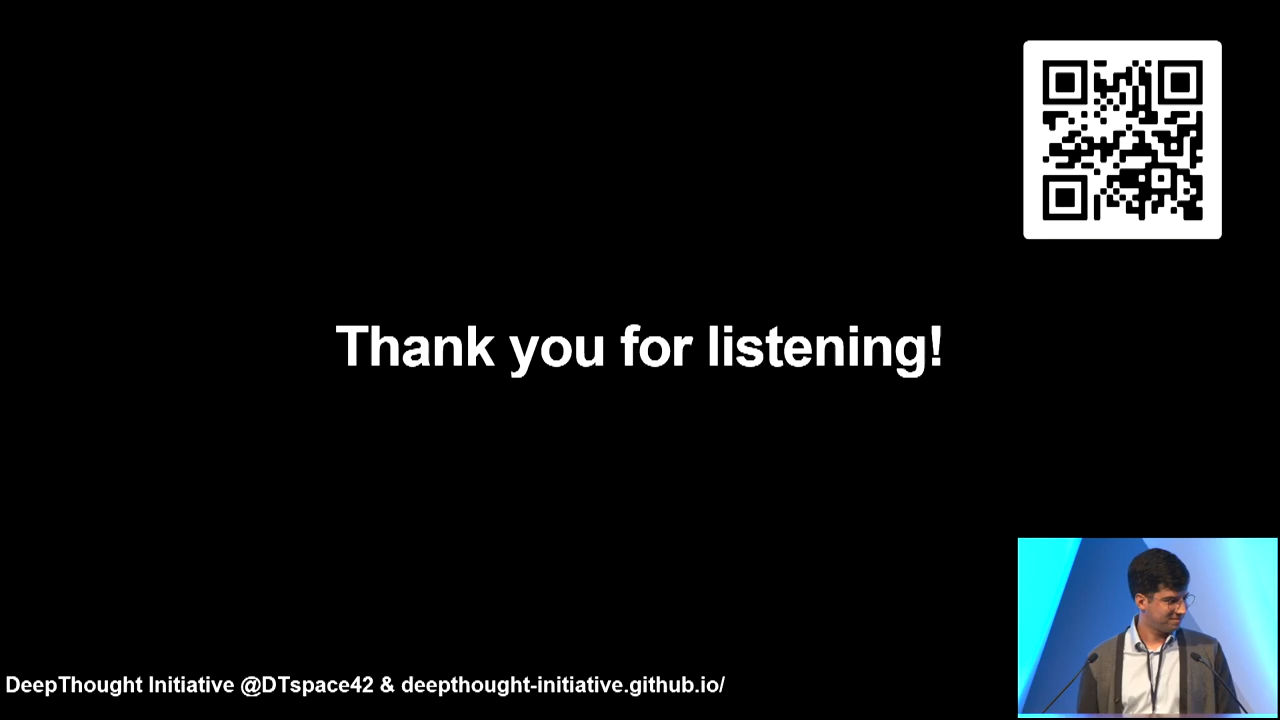 Thank you for listening!
DeepThought Initiative @DTspace42 & deepthought-initiative.github.io/